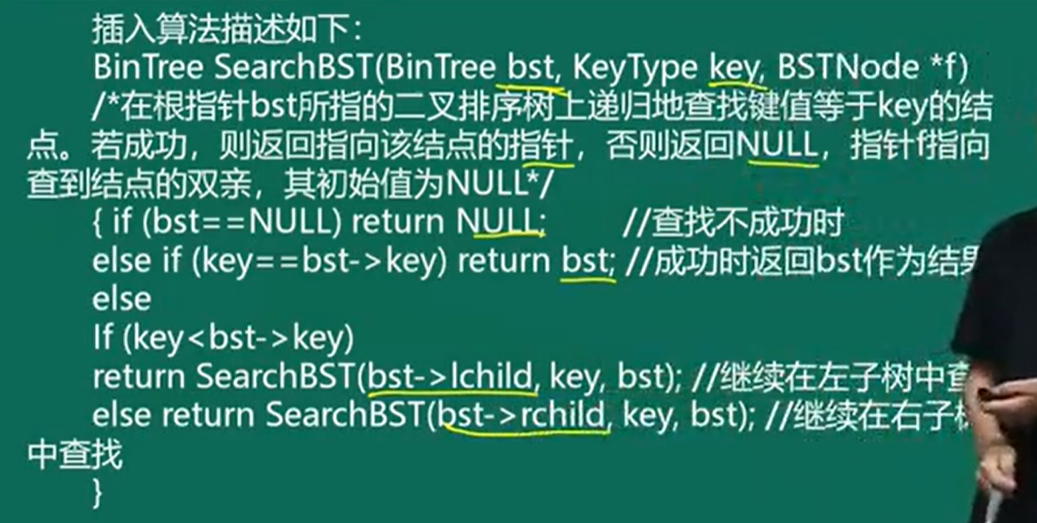 插入算法描述如下：
BinTree SearchBST(BinTree bst, KeyType key, BSTNode *f)
/*在根指针bst所指的二叉排序树上递归地查找键值等于key的结
点。若成功，则返回指向该结点的指针，否则返回NULL，指针f指向
查到结点的双亲，其初始值为NULL*/
{ if (bst==NULL) return NULL; //查找不成功时
else if (key==bst->key) return bst; //成功时返回bst作为结果
else
If (key<bst->key)
return SearchBST(bst->lchild, key, bst); //继续在左子树中查
else return SearchBST(bst->rchild, key, bst); //继续在右子
中查找
}